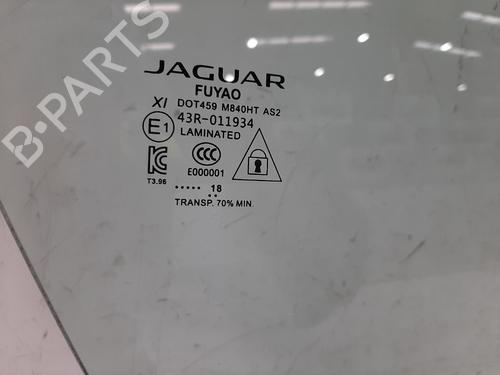 B-PARTS
JAGUAR
FUYAO
XI DOT459 M840HT AS2
E1 43R-011934
LAMINATED
E000001
T3.96
..... 18
..
TRANSP. 70% MIN.